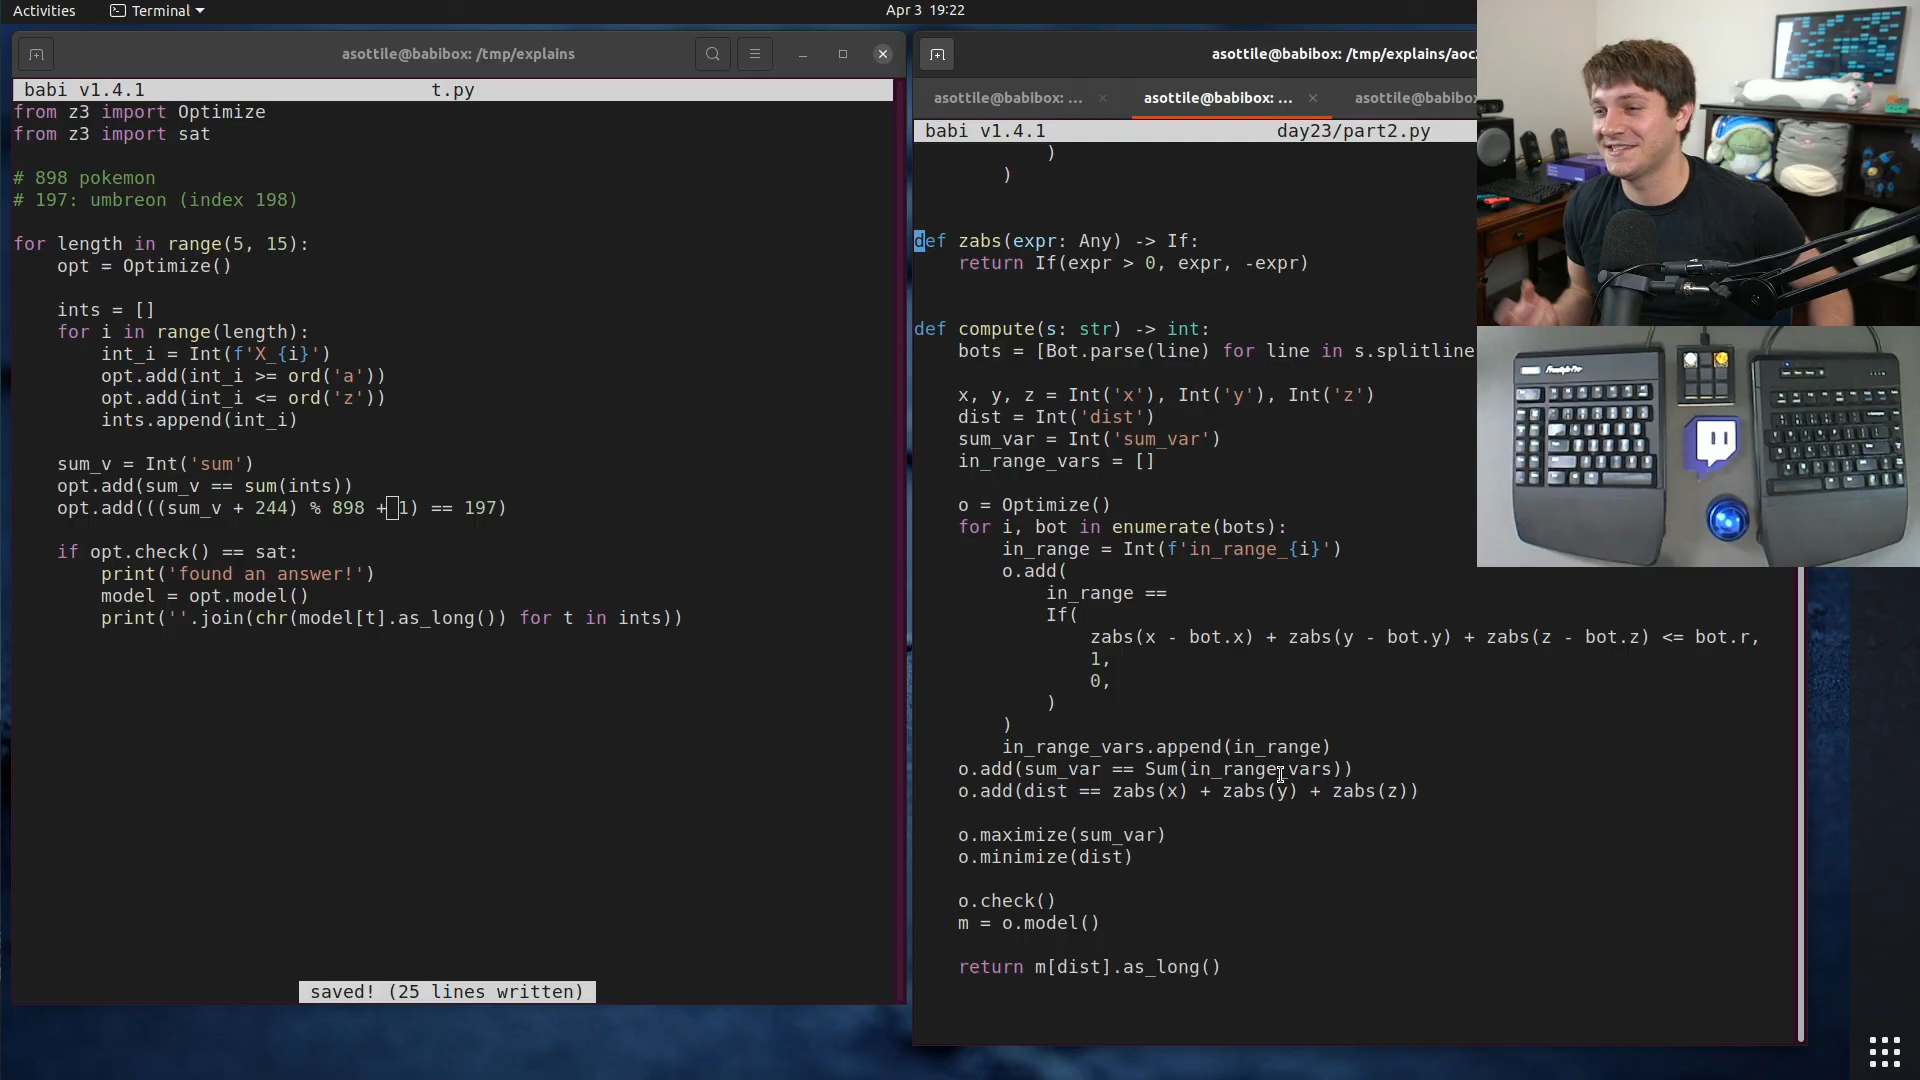 Activities
Terminal
Apr 3 19:22
asottile@babibox: /tmp/explains
babi v1.4.1 t.py
from z3 import Optimize
from z3 import sat
# 898 pokemon
# 197: umbreon (index 198)
for length in range(5, 15):
    opt = Optimize()
    ints = []
    for i in range(length):
        int_i = Int(f'X_{i}')
        opt.add(int_i >= ord('a'))
        opt.add(int_i <= ord('z'))
        ints.append(int_i)
    sum_v = Int('sum')
    opt.add(sum_v == sum(ints))
    opt.add(((sum_v + 244) % 898 + 1) == 197)
    if opt.check() == sat:
        print('found an answer!')
        model = opt.model()
        print(''.join(chr(model[t].as_long()) for t in ints))
saved! (25 lines written)
asottile@babibox: /tmp/explains/aoc
asottile@babibox: ...
asottile@babibox: ...
asottile@babibo
babi v1.4.1 day23/part2.py
            )
        )
def zabs(expr: Any) -> If:
    return If(expr > 0, expr, -expr)
def compute(s: str) -> int:
    bots = [Bot.parse(line) for line in s.splitline
    x, y, z = Int('x'), Int('y'), Int('z')
    dist = Int('dist')
    sum_var = Int('sum_var')
    in_range_vars = []
    o = Optimize()
    for i, bot in enumerate(bots):
        in_range = Int(f'in_range_{i}')
        o.add(
            in_range ==
            If(
                zabs(x - bot.x) + zabs(y - bot.y) + zabs(z - bot.z) <= bot.r,
                1,
                0,
            )
        )
        in_range_vars.append(in_range)
    o.add(sum_var == Sum(in_range_vars))
    o.add(dist == zabs(x) + zabs(y) + zabs(z))
    o.maximize(sum_var)
    o.minimize(dist)
    o.check()
    m = o.model()
    return m[dist].as_long()